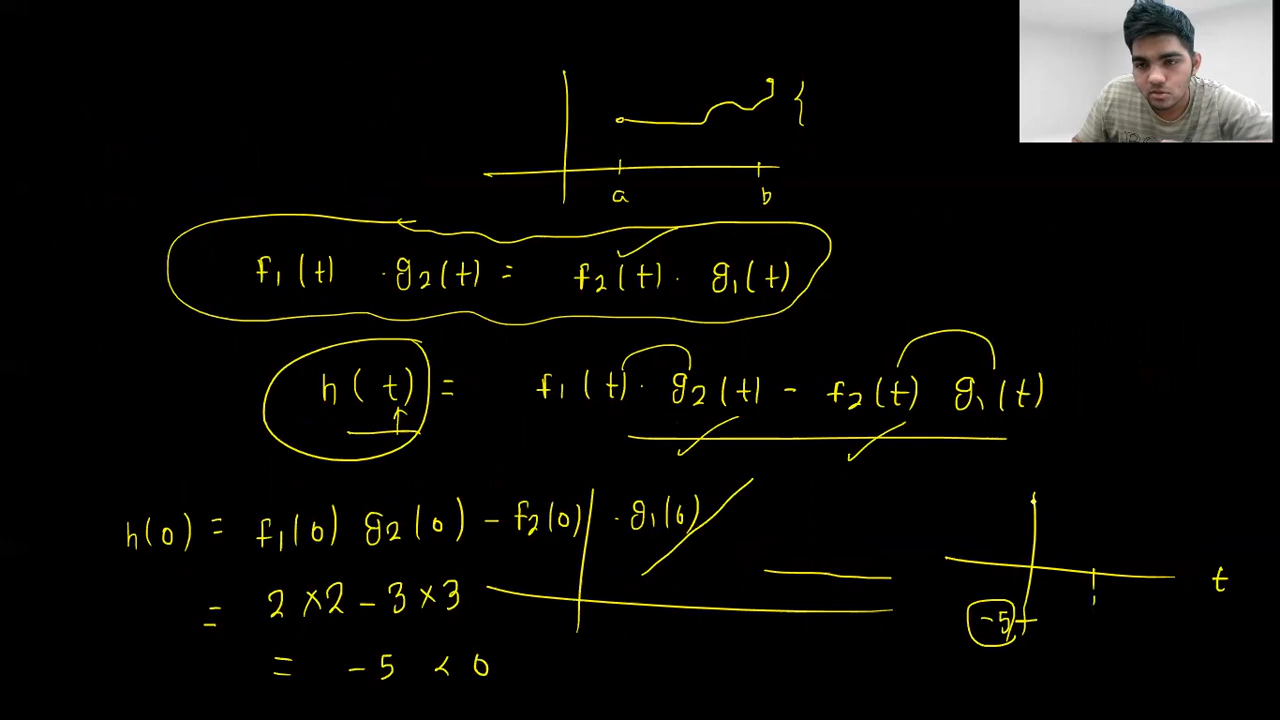 a b
f₁(t) · g₂(t) = f₂(t) · g₁(t)
h(t) = f₁(t) · g₂(t) - f₂(t) g₁(t)
h(0) = f₁(0) g₂(0) - f₂(0) · g₁(0)
= 2 × 2 - 3 × 3
= -5 < 0
t
1
-5